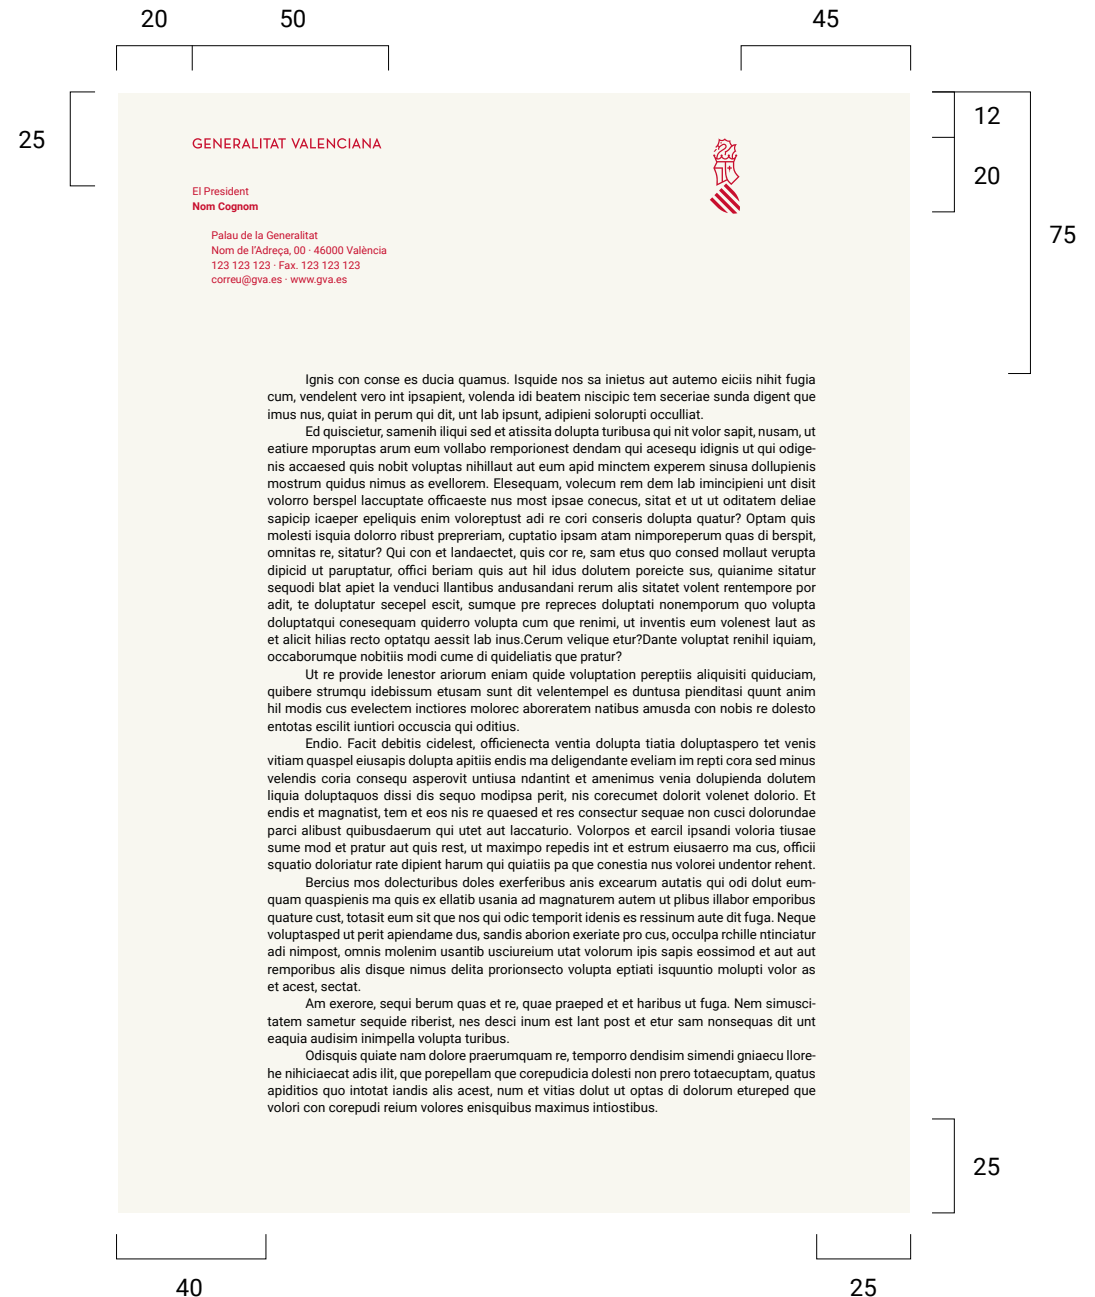 20
50
45
25
12
20
75
GENERALITAT VALENCIANA
El President
Nom Cognom
Palau de la Generalitat
Nom de l'Adreça, 00 · 46000 València
123 123 123 · Fax. 123 123 123
correu@gva.es · www.gva.es
Ignis con conse es ducia quamus. Isquide nos sa inietus aut autemo eiciis nihit fugia
cum, vendelent vero int ipsapient, volenda idi beatem niscipic tem seceriae sunda digent que
imus nus, quiat in perum qui dit, unt lab ipsunt, adipieni solorupti occulliat.
Ed quiscietur, samenih iliqui sed et atissita dolupta turibusa qui nit volor sapit, nusam, ut
eatiure mporuptas arum eum vollabo remporionest dendam qui acesequ idignis ut qui odige-
nis accaesed quis nobit voluptas nihillaut aut eum apid minctem experem sinusa dollupienis
mostrum quidus nimus as evellorem. Elesequam, volecum rem dem lab imincipieni unt disit
volorro berspel laccuptate officaeste nus most ipsae conecus, sitat et ut ut oditatem deliae
sapicip icaeper epeliquis enim voloreptust adi re cori conseris dolupta quatur? Optam quis
molesti isquia dolorro ribust prepreriam, cuptatio ipsam atam nimporeperum quas di berspit,
omnitas re, sitatur? Qui con et landaectet, quis cor re, sam etus quo consed mollaut verupta
dipicid ut paruptatur, offici beriam quis aut hil idus dolutem poreicte sus, quianime sitatur
sequodi blat apiet la venduci llantibus andusandani rerum alis sitatet volent rentempore por
adit, te doluptatur secepel escit, sumque pre repreces doluptati nonemporum quo volupta
doluptatqui conesequam quiderro volupta cum que renimi, ut inventis eum volenest laut as
et alicit hilias recto optatqu aessit lab inus.Cerum velique etur?Dante voluptat renihil iquiam,
occaborumque nobitiis modi cume di quideliatis que pratur?
Ut re provide lenestor ariorum eniam quide voluptation pereptiis aliquisiti quiduciam,
quibere strumqu idebissum etusam sunt dit velentempel es duntusa pienditasi quunt anim
hil modis cus evelectem inctiores molorec aboreratem natibus amusda con nobis re dolesto
entotas escilit iuntiori occuscia qui oditius.
Endio. Facit debitis cidelest, officienecta ventia dolupta tiatia doluptaspero tet venis
vitiam quaspel eiusapis dolupta apitiis endis ma deligendante eveliam im repti cora sed minus
velendis coria consequ asperovit untiusa ndantint et amenimus venia dolupienda dolutem
liquia doluptaquos dissi dis sequo modipsa perit, nis corecumet dolorit volenet dolorio. Et
endis et magnatist, tem et eos nis re quaesed et res consectur sequae non cusci dolorundae
parci alibust quibusdaerum qui utet aut laccaturio. Volorpos et earcil ipsandi voloria tiusae
sume mod et pratur aut quis rest, ut maximpo repedis int et estrum eiusaerro ma cus, officii
squatio doloriatur rate dipient harum qui quiatiis pa que conestia nus volorei undentor rehent.
Bercius mos dolecturibus doles exerferibus anis excearum autatis qui odi dolut eum-
quam quaspienis ma quis ex ellatib usania ad magnaturem autem ut plibus illabor emporibus
quature cust, totasit eum sit que nos qui odic temporit idenis es ressinum aute dit fuga. Neque
voluptasped ut perit apiendame dus, sandis aborion exeriate pro cus, occulpa rchille ntinciatur
adi nimpost, omnis molenim usantib usciureium utat volorum ipis sapis eossimod et aut aut
remporibus alis disque nimus delita prorionsecto volupta eptiati isquuntio molupti volor as
et acest, sectat.
Am exerore, sequi berum quas et re, quae praeped et et haribus ut fuga. Nem simusci-
tatem sametur sequide riberist, nes desci inum est lant post et etur sam nonsequas dit unt
eaquia audisim inimpella volupta turibus.
Odisquis quiate nam dolore praerumquam re, temporro dendisim simendi gniaecu llore-
he nihiciaecat adis ilit, que porepellam que corepudicia dolesti non prero totaecuptam, quatus
apiditios quo intotat iandis alis acest, num et vitias dolut ut optas di dolorum etureped que
volori con corepudi reium volores enisquibus maximus intiostibus.
25
40
25